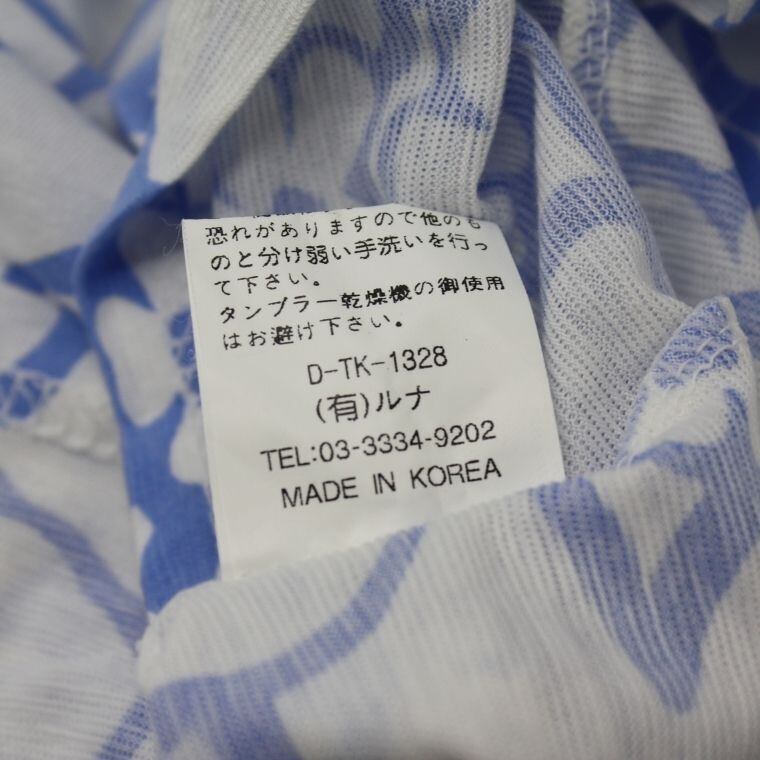 恐れがありますので他のも
のと分け弱い手洗いを行っ
て下さい。
タンブラー乾燥機の御使用
はお避け下さい。
D-TK-1328
(有)ルナ
TEL:03-3334-9202
MADE IN KOREA